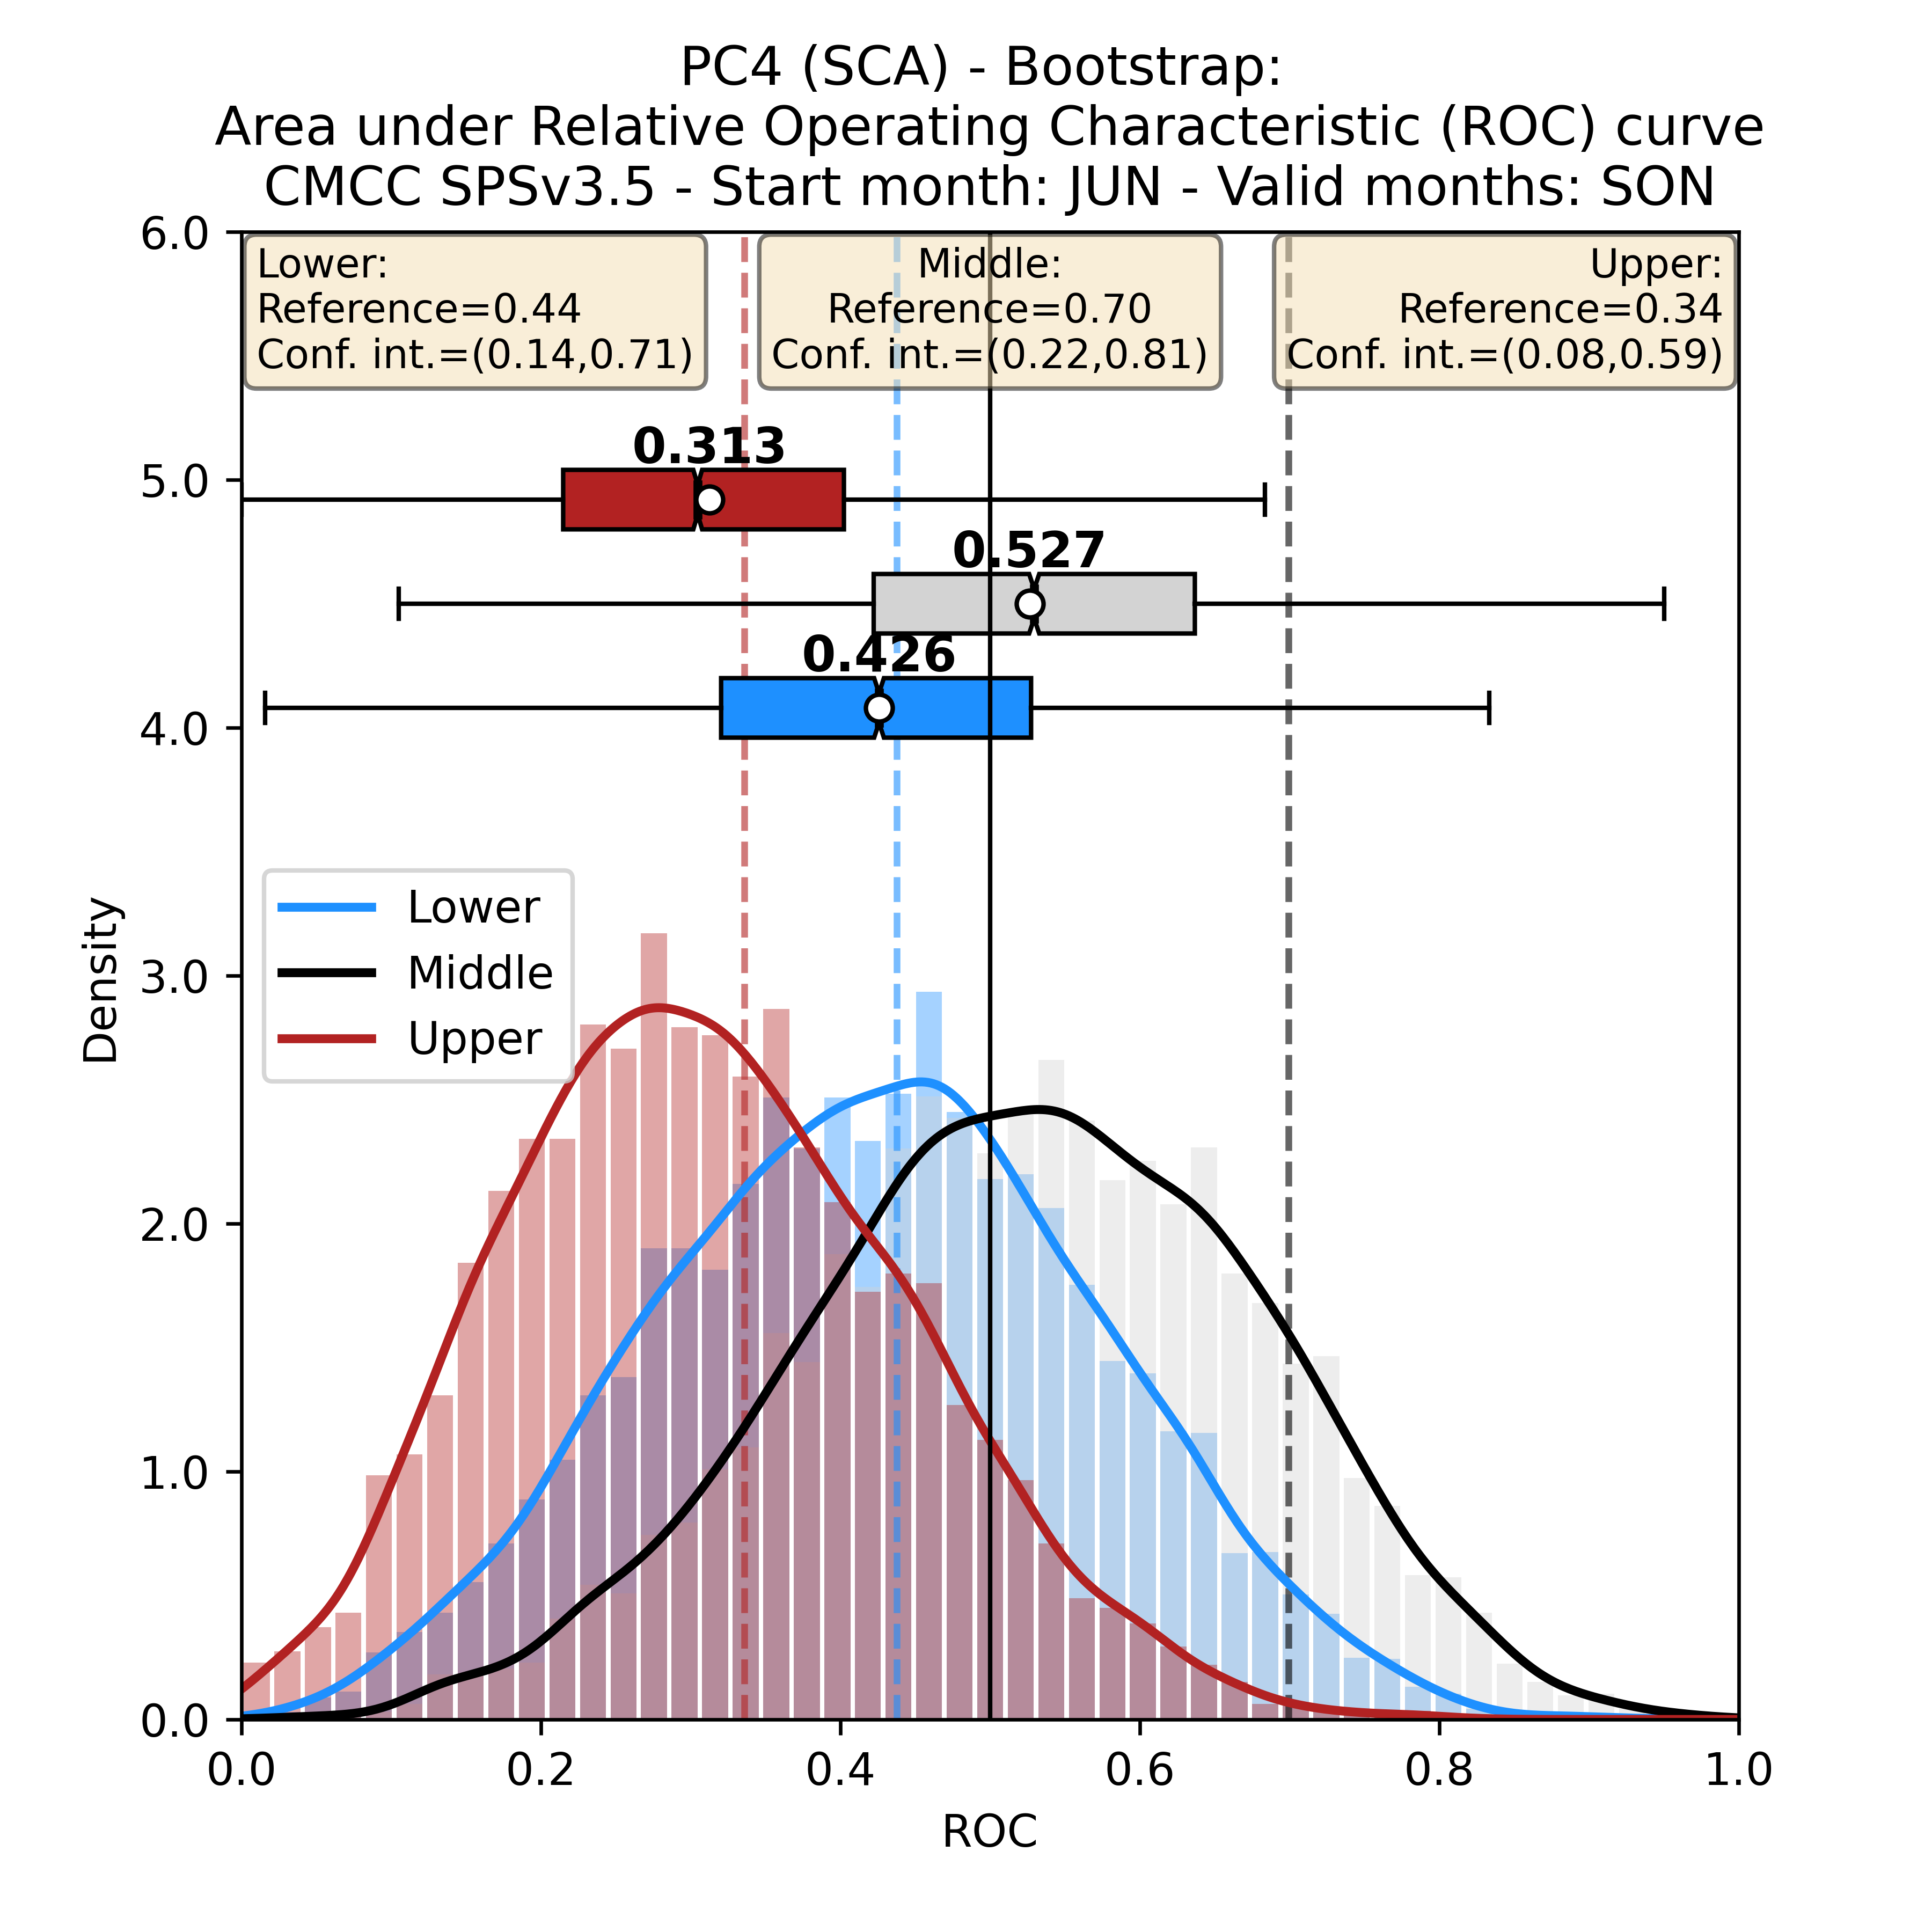 PC4 (SCA) - Bootstrap:
Area under Relative Operating Characteristic (ROC) curve
CMCC SPSv3.5 - Start month: JUN - Valid months: SON
Lower:
Reference=0.44
Conf. int.=(0.14,0.71)
Middle:
Reference=0.70
Conf. int.=(0.22,0.81)
Upper:
Reference=0.34
Conf. int.=(0.08,0.59)
0.313
0.527
0.426
Lower
Middle
Upper
Density
6.0
5.0
4.0
3.0
2.0
1.0
0.0
0.0 0.2 0.4 0.6 0.8 1.0
ROC